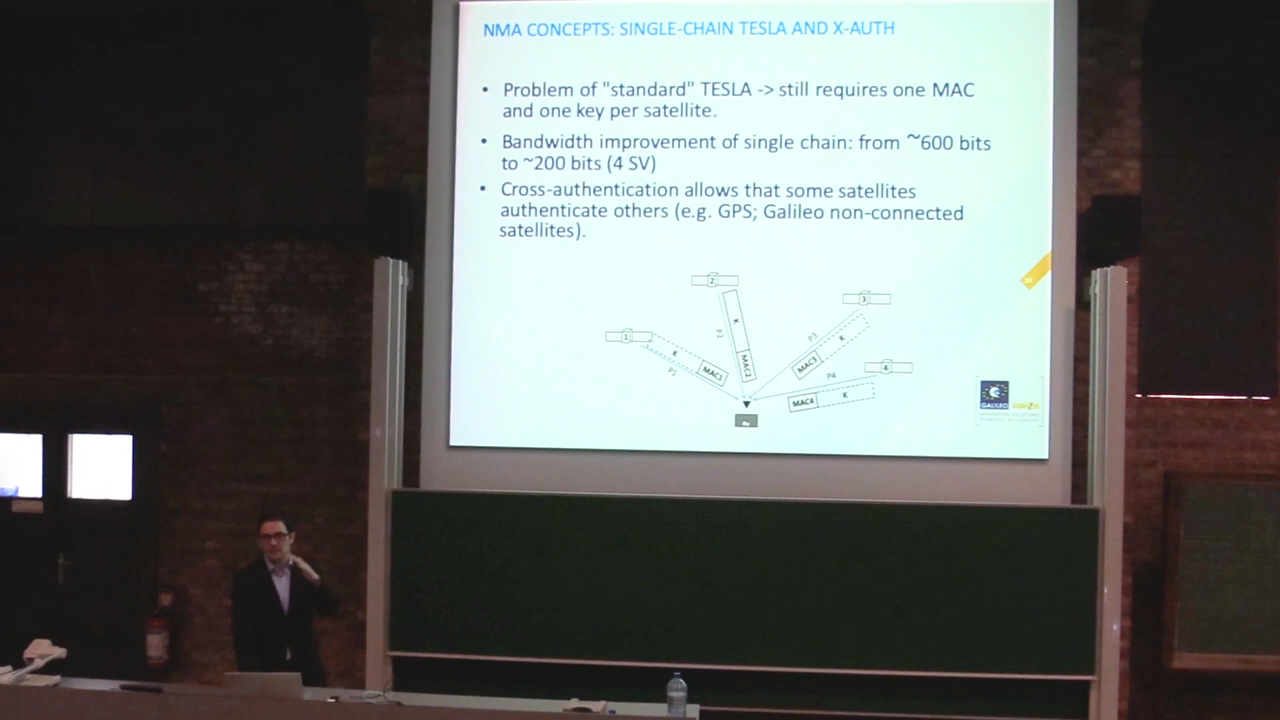 NMA CONCEPTS: SINGLE-CHAIN TESLA AND X-AUTH
• Problem of "standard" TESLA -> still requires one MAC
and one key per satellite.
• Bandwidth improvement of single chain: from ~600 bits
to ~200 bits (4 SV)
• Cross-authentication allows that some satellites
authenticate others (e.g. GPS; Galileo non-connected
satellites).
2
3
1
4
K
K
K
K
P2
P3
P1
P4
MAC1
MAC2
MAC3
MAC4
GALILEO